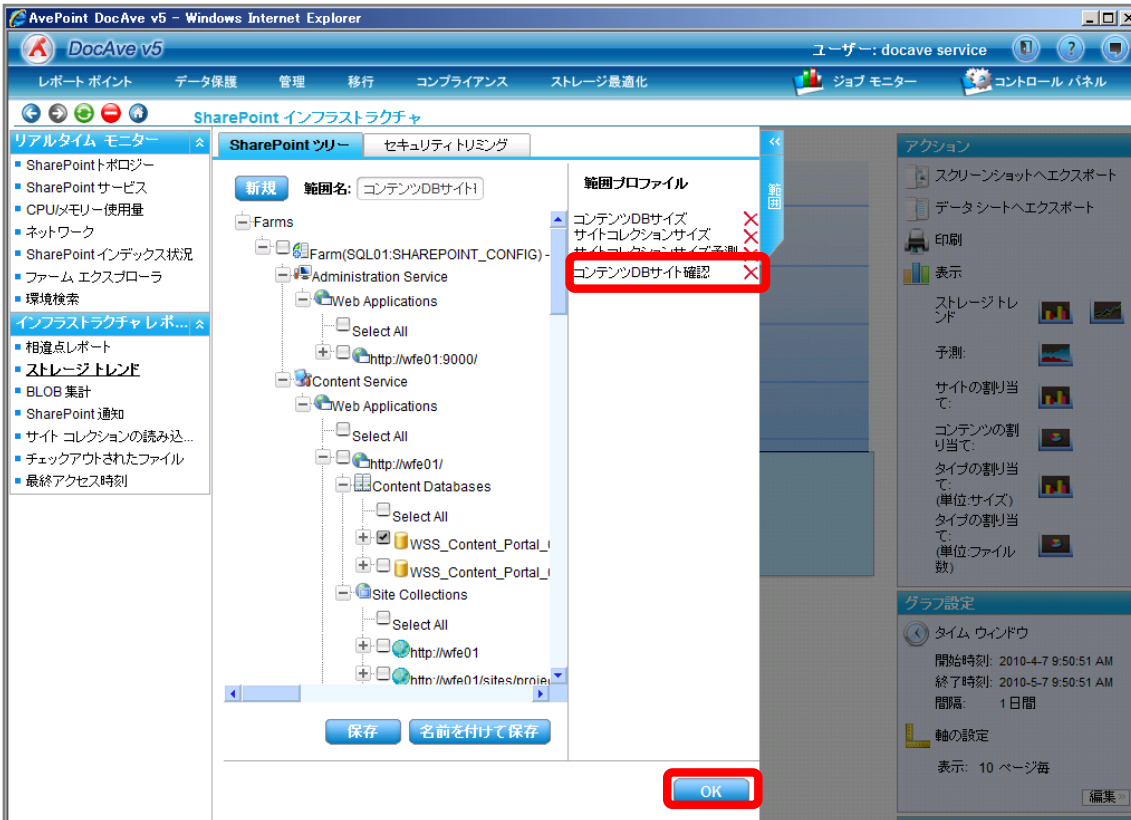 AvePoint DocAve v5 - Windows Internet Explorer
DocAve v5
ユーザー: docave service
レポート ポイント
データ保護
管理
移行
コンプライアンス
ストレージ最適化
ジョブ モニター
コントロール パネル
SharePoint インフラストラクチャ
リアルタイム モニター
SharePointトポロジー
SharePoint サービス
CPU/メモリー使用量
ネットワーク
SharePoint インデックス状況
ファーム エクスプローラ
環境検索
インフラストラクチャ レポ...
相違点レポート
ストレージ トレンド
BLOB 集計
SharePoint 通知
サイト コレクションの読み込...
チェックアウトされたファイル
最終アクセス時刻
SharePoint ツリー
セキュリティトリミング
新規
範囲名:
コンテンツDBサイト
Farms
Farm(SQL01:SHAREPOINT_CONFIG) -
Administration Service
Web Applications
Select All
http://wfe01:9000/
Content Service
Web Applications
Select All
http://wfe01/
Content Databases
Select All
WSS_Content_Portal_
WSS_Content_Portal_
Site Collections
Select All
http://wfe01
http://wfe01/sites/proje
保存
名前を付けて保存
範囲プロファイル
コンテンツDBサイズ
サイトコレクションサイズ
サイトコレクションサイズ予測
コンテンツDBサイト確認
OK
範囲
アクション
スクリーンショットへエクスポート
データ シートへエクスポート
印刷
表示
ストレージ トレ
ンド
予測:
サイトの割り当
て:
コンテンツの割
り当て:
タイプの割り当
て:
(単位:サイズ)
タイプの割り当
て:
(単位:ファイル
数)
グラフ設定
タイム ウィンドウ
開始時刻: 2010-4-7 9:50:51 AM
終了時刻: 2010-5-7 9:50:51 AM
間隔: 1日間
軸の設定
表示: 10 ページ毎
編集